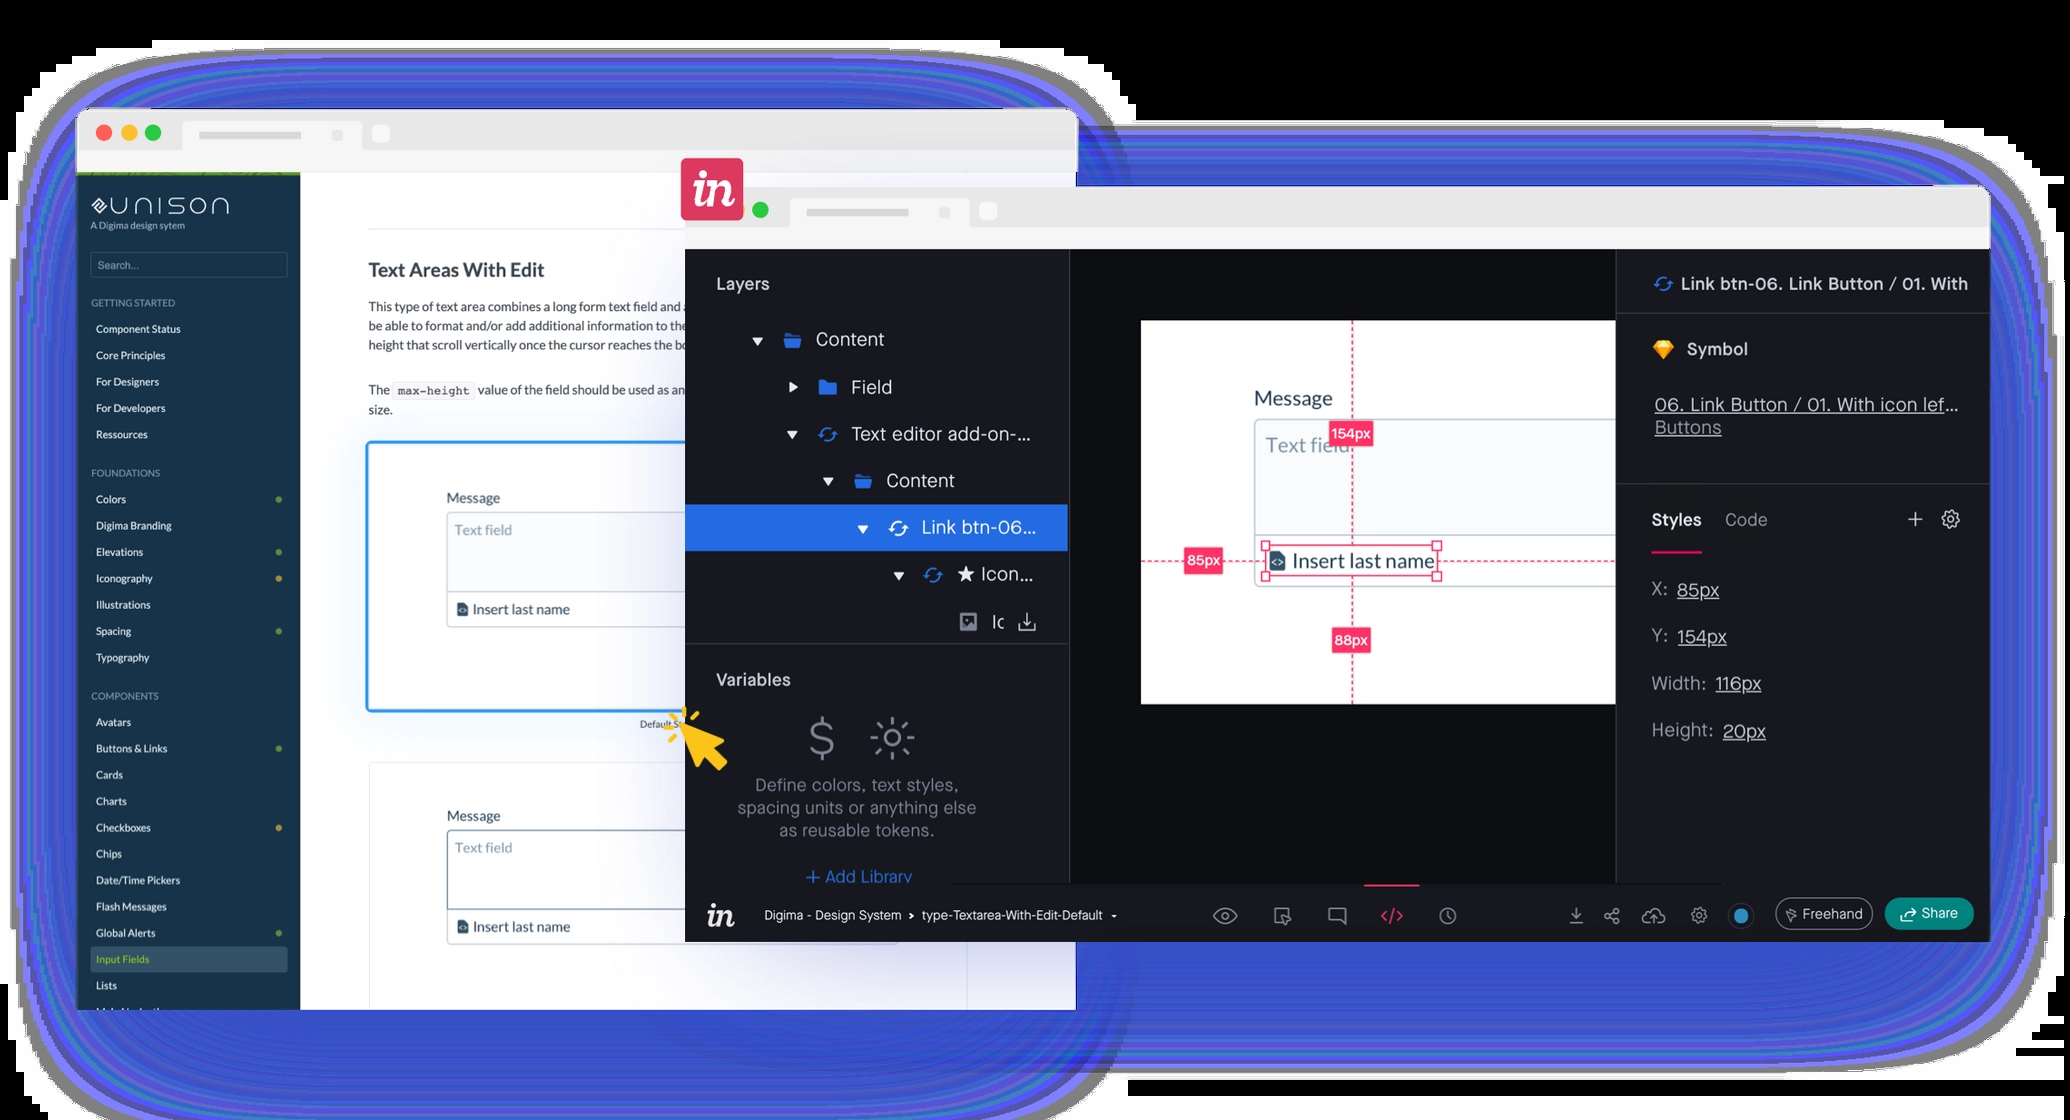 UNISON
A Digima design sytem
Search...
GETTING STARTED
Component Status
Core Principles
For Designers
For Developers
Ressources
FOUNDATIONS
Colors
Digima Branding
Elevations
Iconography
Illustrations
Spacing
Typography
COMPONENTS
Avatars
Buttons & Links
Cards
Charts
Checkboxes
Chips
Date/Time Pickers
Flash Messages
Global Alerts
Input Fields
Lists
Text Areas With Edit
This type of text area combines a long form text field and
be able to format and/or add additional information to the
height that scroll vertically once the cursor reaches the
The max-height value of the field should be used as an
size.
Message
Text field
Insert last name
Default
Message
Text field
Insert last name
in
Layers
Content
Field
Text editor add-on-...
Content
Link btn-06...
★ Icon...
Ic
Variables
$
Define colors, text styles,
spacing units or anything else
as reusable tokens.
+ Add Library
Message
Text field
154px
85px
Insert last name
88px
Link btn-06. Link Button / 01. With
Symbol
06. Link Button / 01. With icon lef...
Buttons
Styles Code
X: 85px
Y: 154px
Width: 116px
Height: 20px
in
Digima - Design System > type-Textarea-With-Edit-Default
</>
Freehand
Share